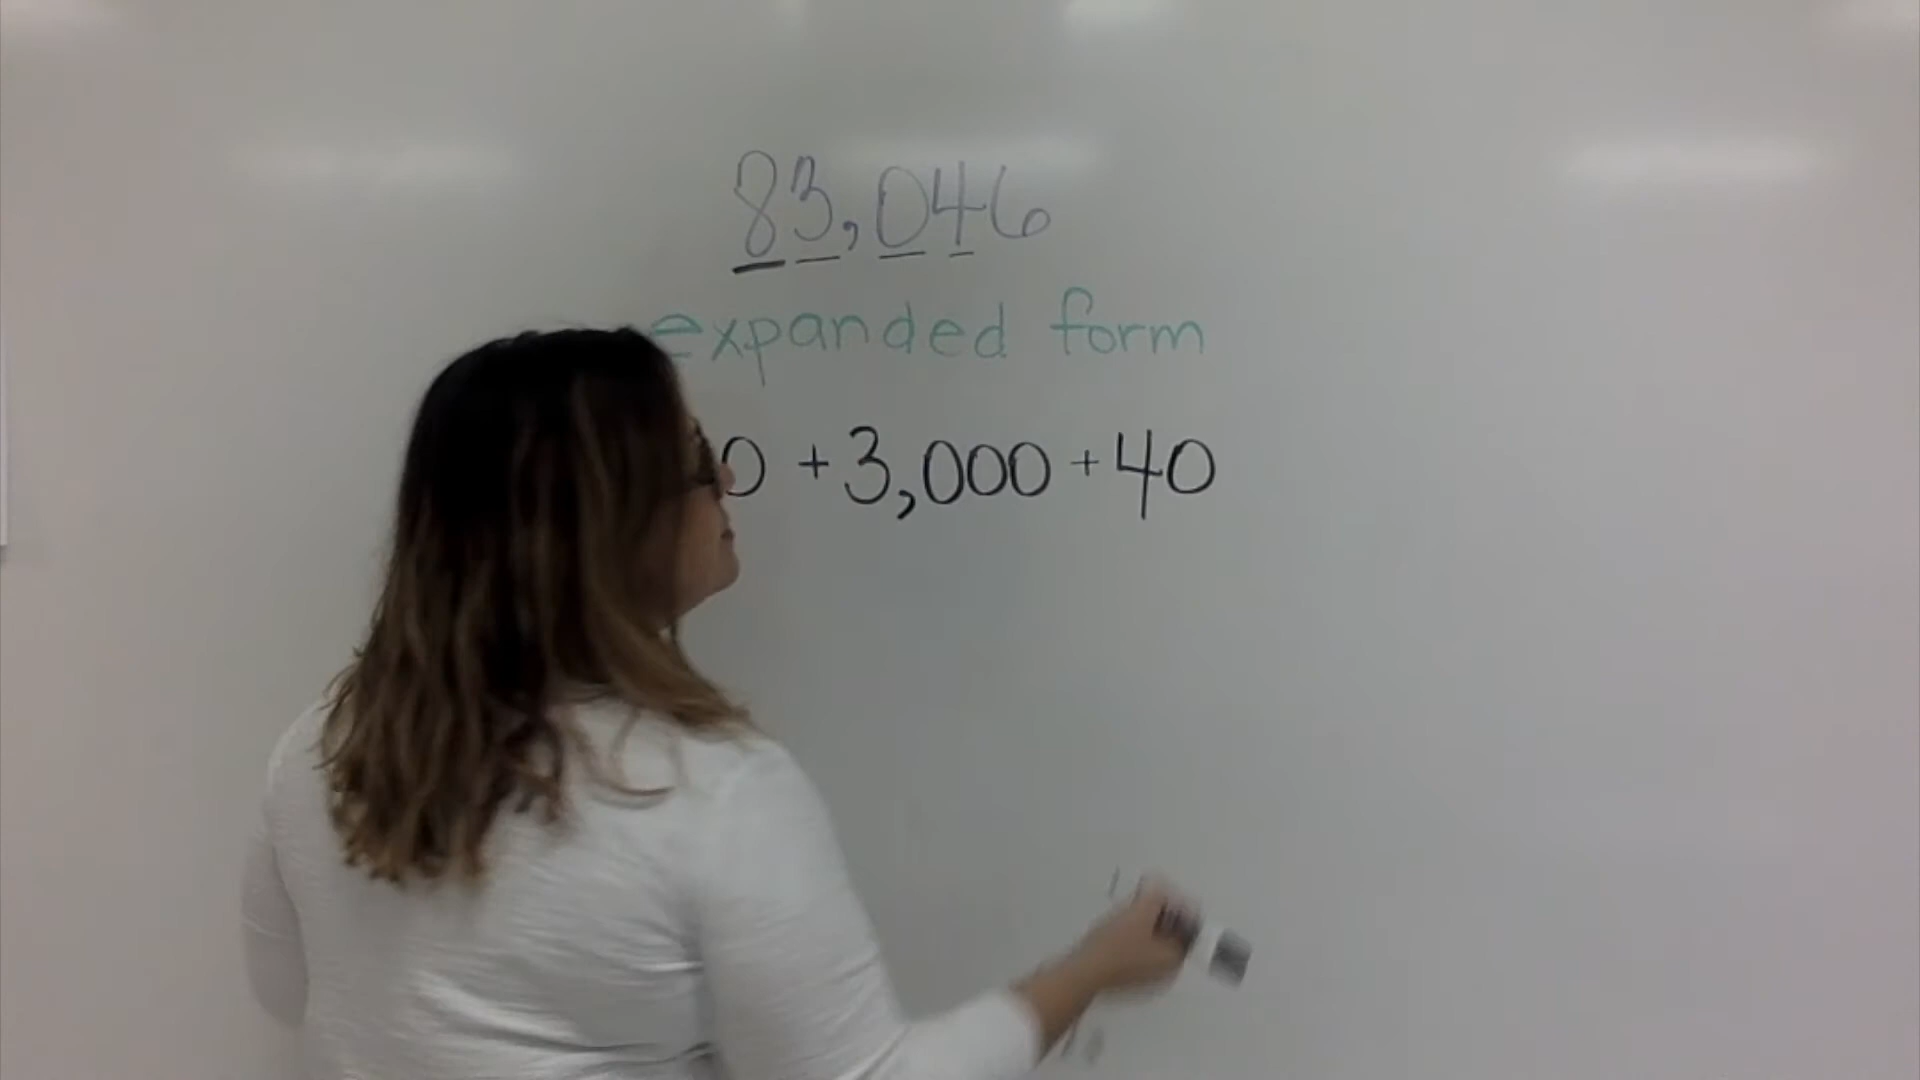 83,046
expanded form
0 + 3,000 + 40